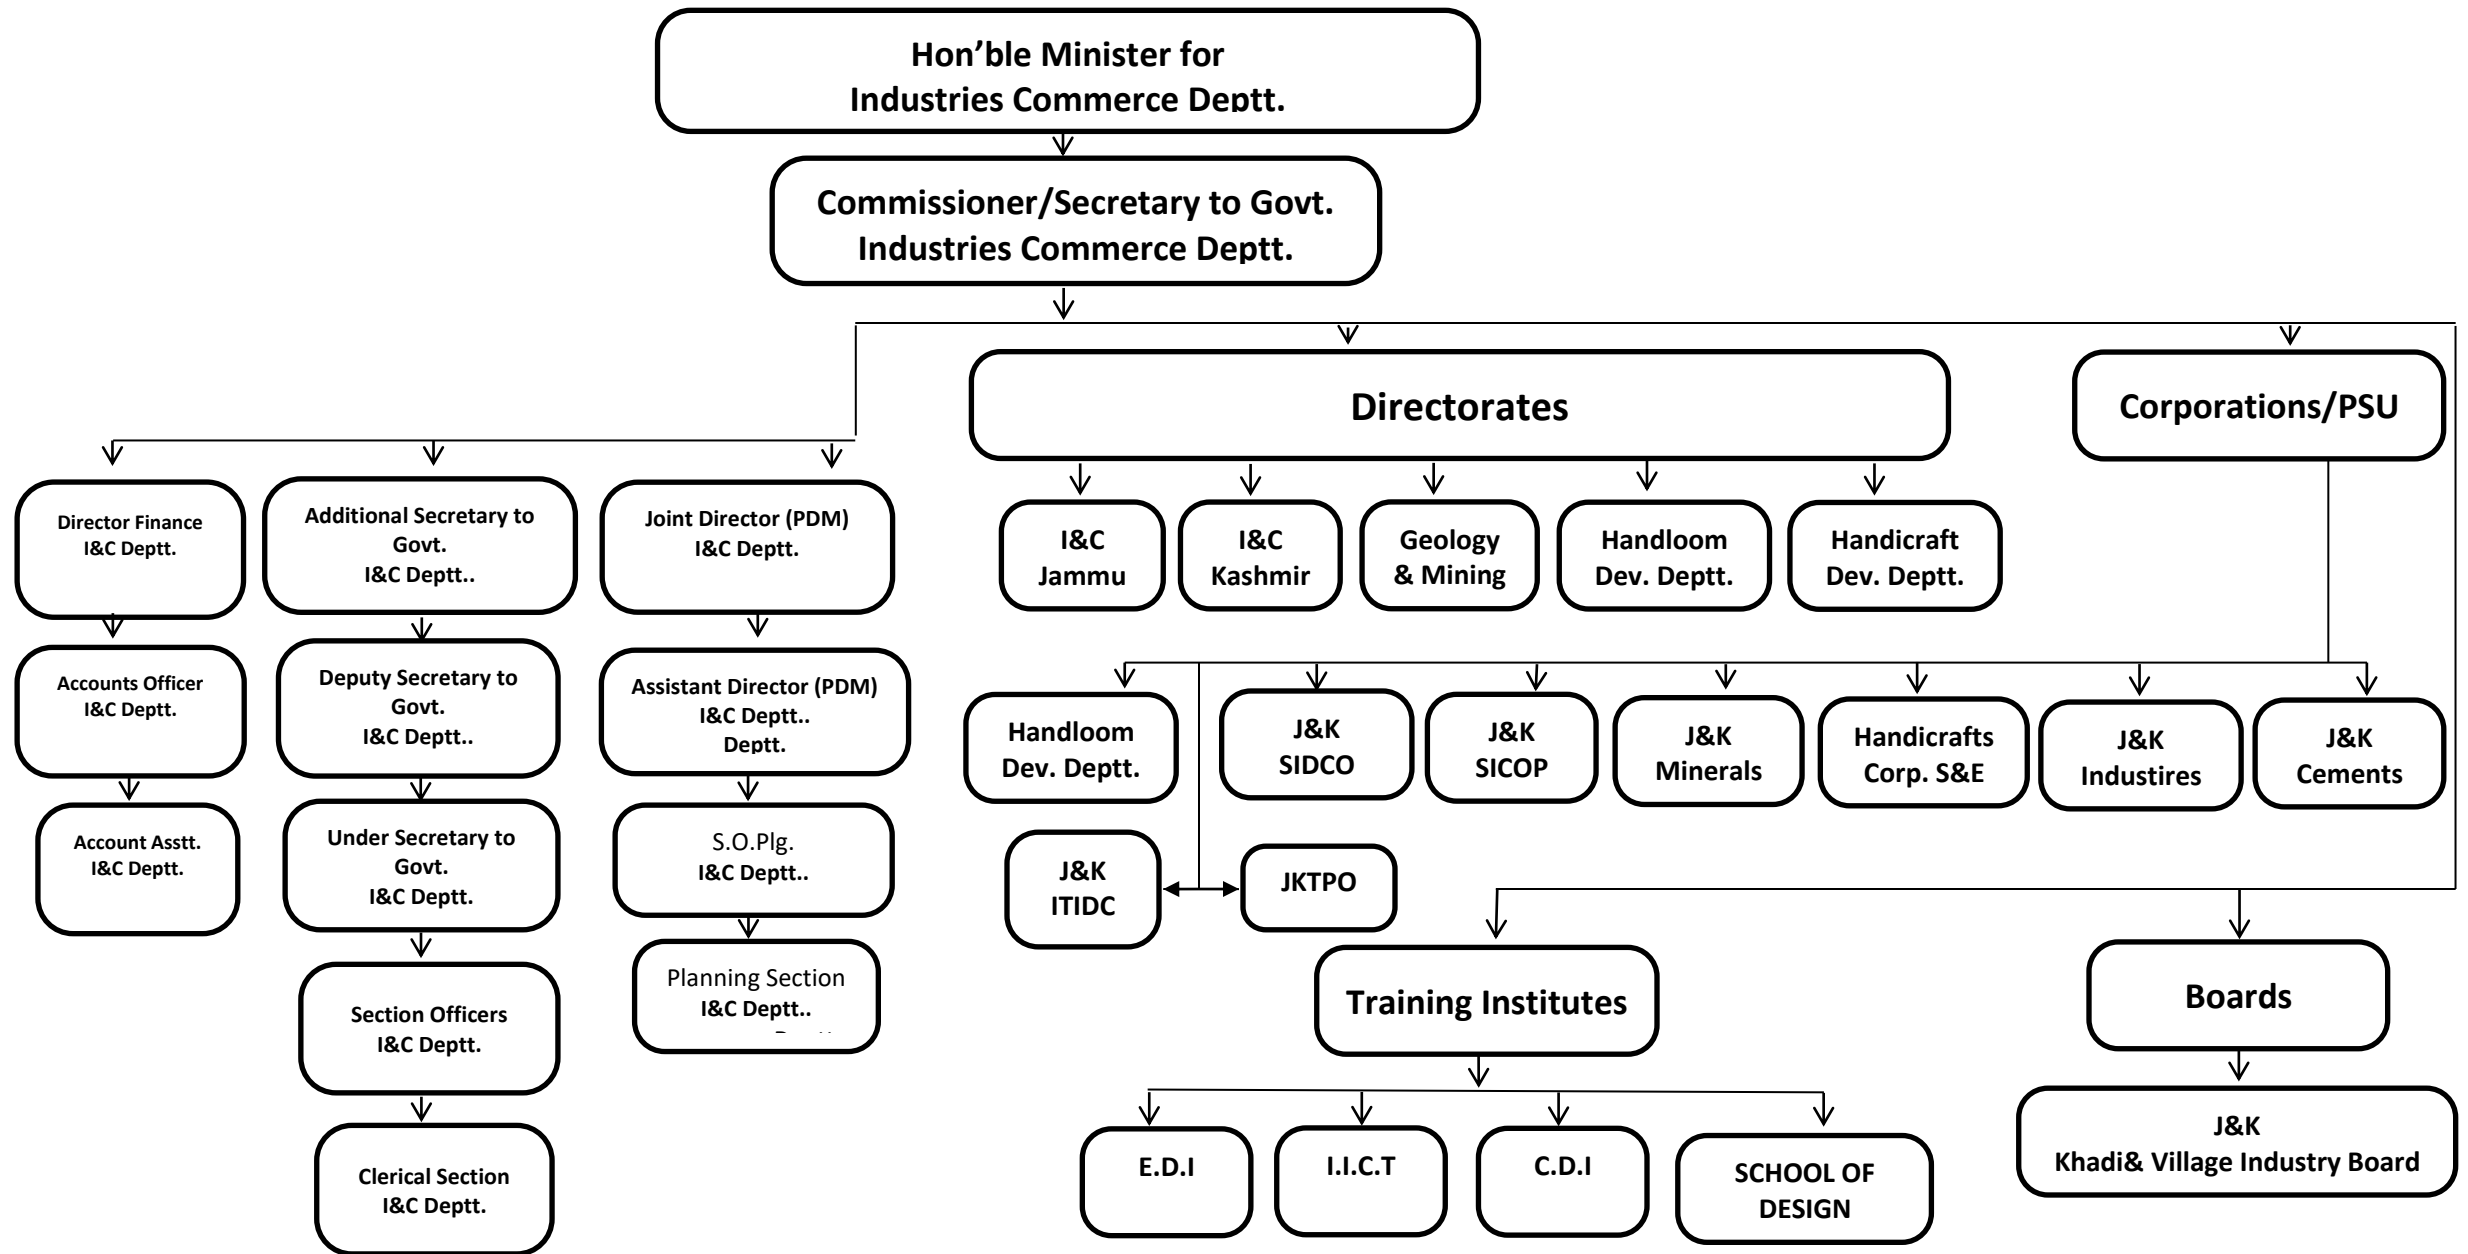 Hon’ble Minister for
Industries Commerce Deptt.
Commissioner/Secretary to Govt.
Industries Commerce Deptt.
Directorates
Corporations/PSU
Director Finance
I&C Deptt.
Additional Secretary to
Govt.
I&C Deptt..
Joint Director (PDM)
I&C Deptt.
I&C
Jammu
I&C
Kashmir
Geology
& Mining
Handloom
Dev. Deptt.
Handicraft
Dev. Deptt.
Accounts Officer
I&C Deptt.
Deputy Secretary to
Govt.
I&C Deptt..
Assistant Director (PDM)
I&C Deptt..
Deptt.
Handloom
Dev. Deptt.
J&K
SIDCO
J&K
SICOP
J&K
Minerals
Handicrafts
Corp. S&E
J&K
Industires
J&K
Cements
Account Asstt.
I&C Deptt.
Under Secretary to
Govt.
I&C Deptt.
S.O.Plg.
I&C Deptt..
J&K
ITIDC
JKTPO
Section Officers
I&C Deptt.
Planning Section
I&C Deptt..
Training Institutes
Boards
Clerical Section
I&C Deptt.
E.D.I
I.I.C.T
C.D.I
SCHOOL OF
DESIGN
J&K
Khadi& Village Industry Board